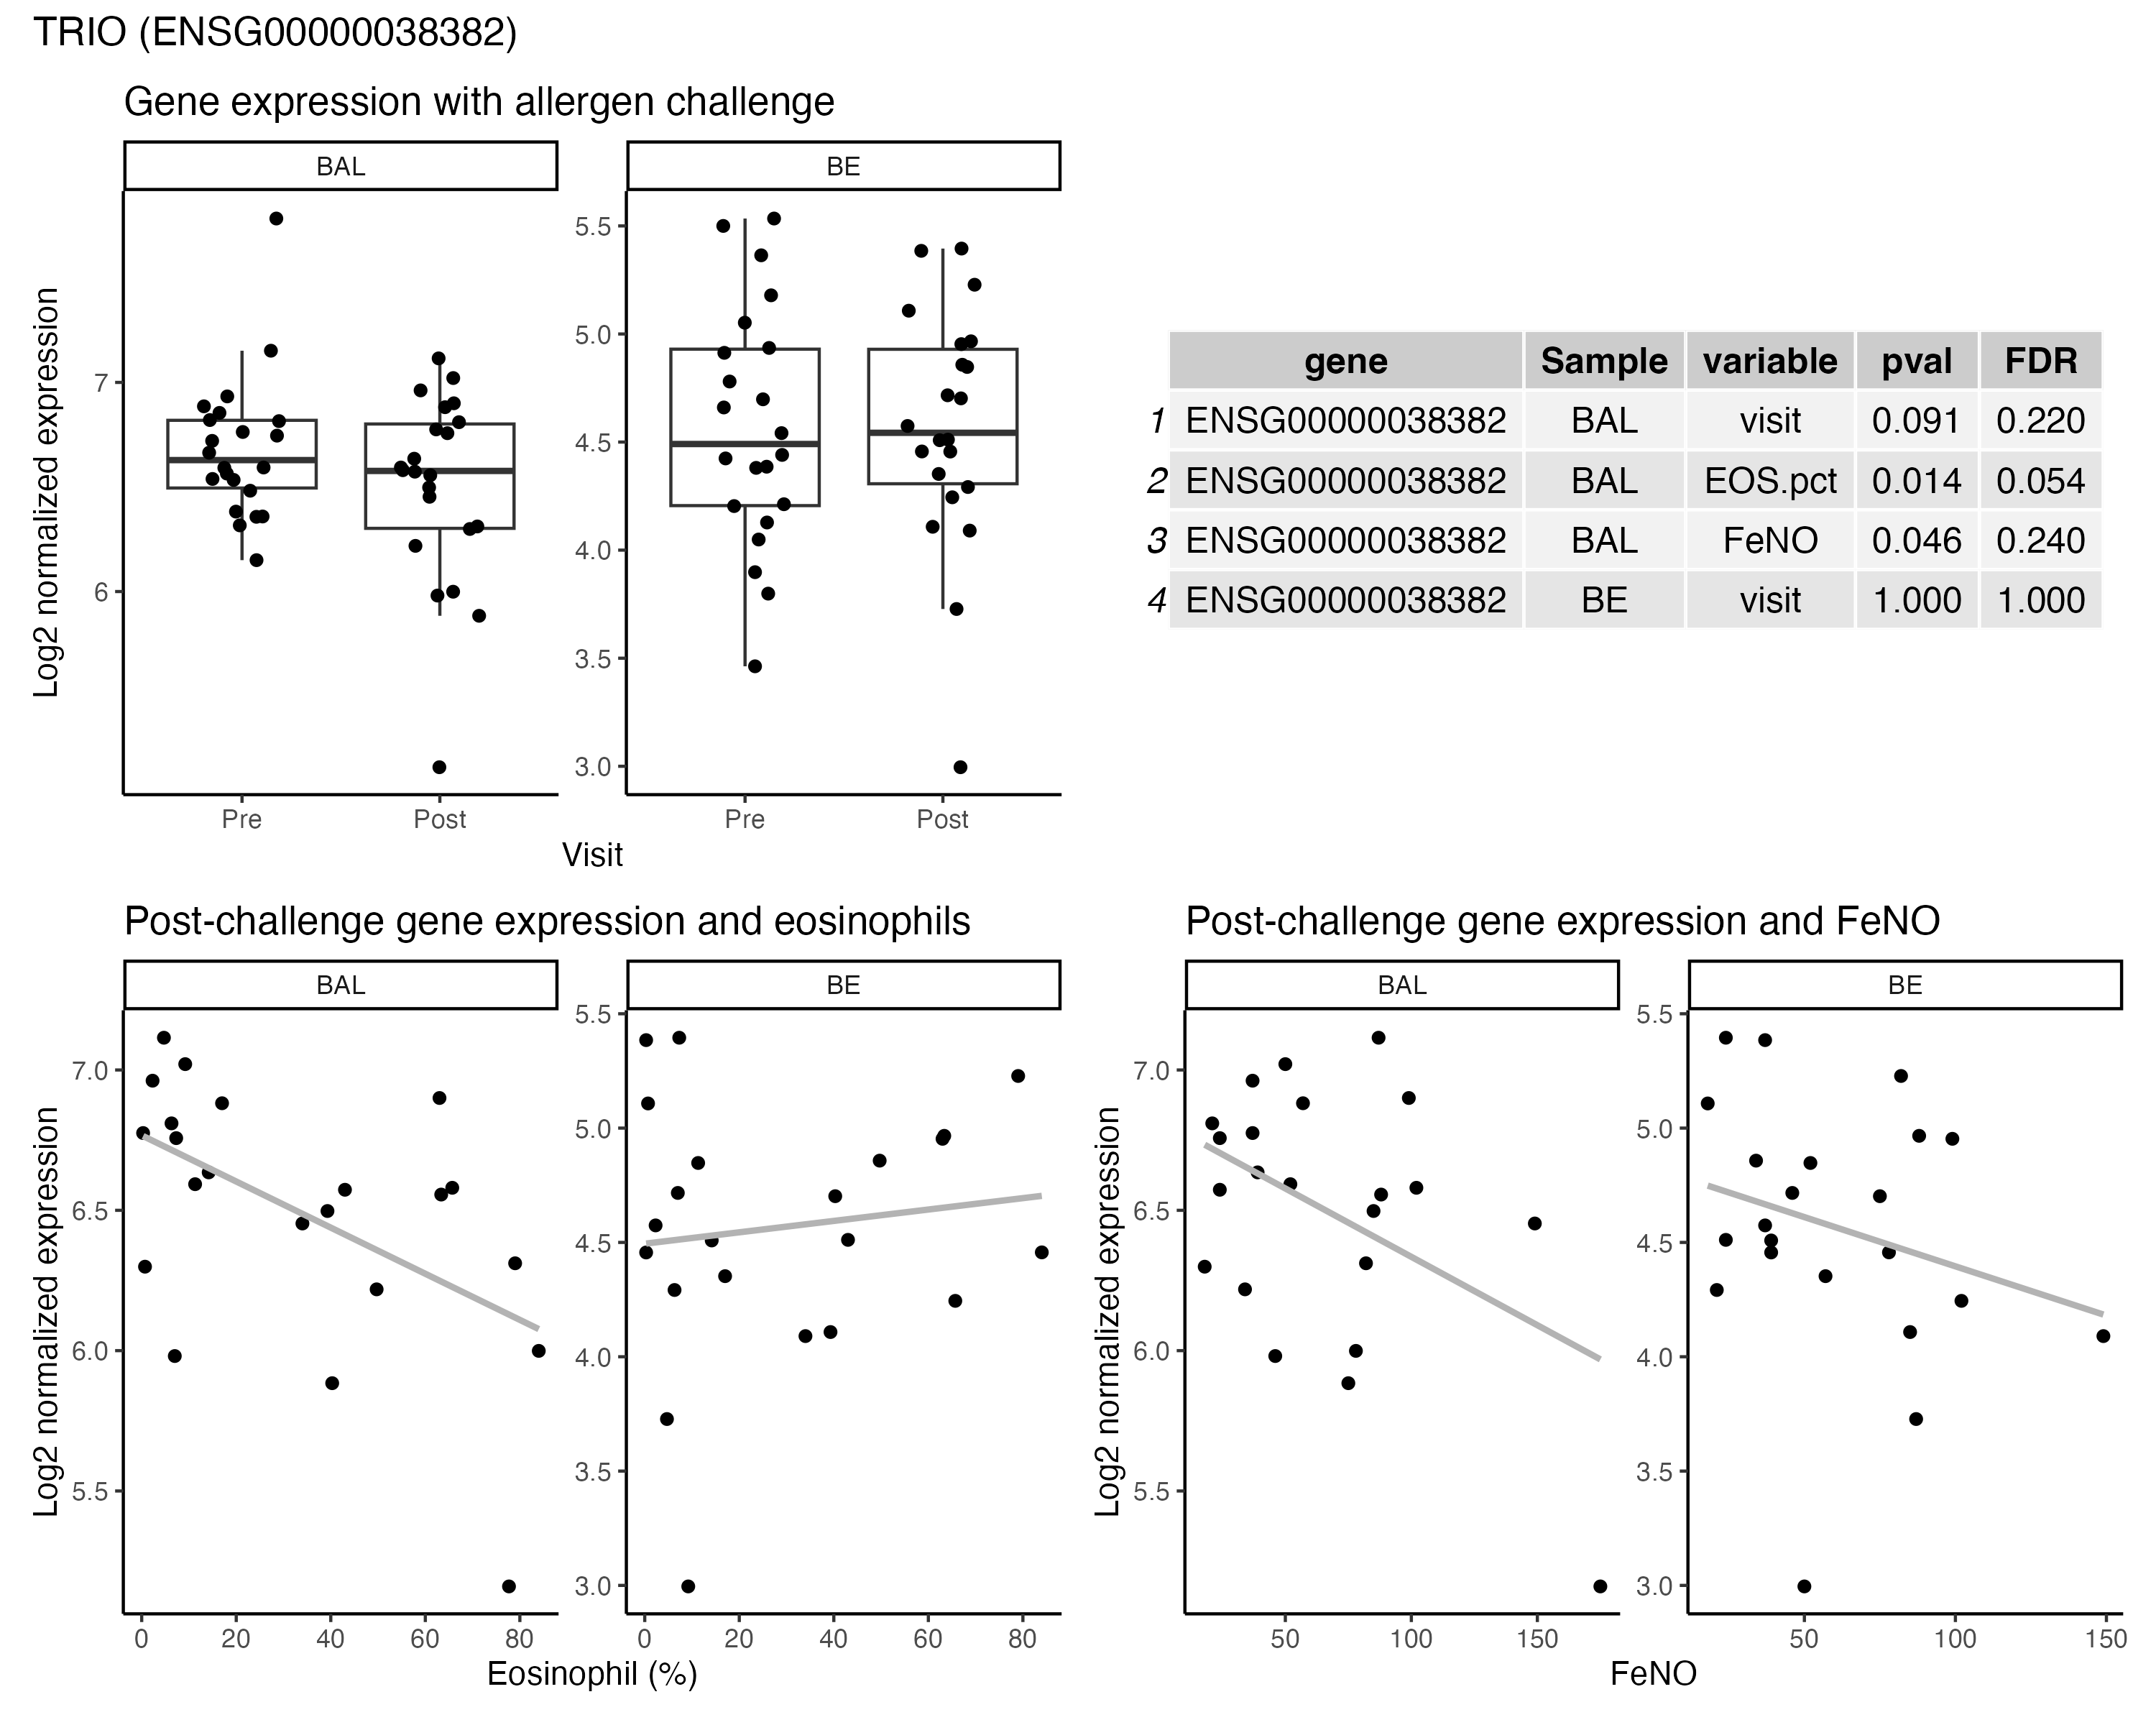 TRIO (ENSG00000038382)
Gene expression with allergen challenge
BAL
BE
Log2 normalized expression
7
6
5.5
5.0
4.5
4.0
3.5
3.0
Pre
Post
Pre
Post
Visit
gene Sample variable pval FDR
1 ENSG00000038382 BAL visit 0.091 0.220
2 ENSG00000038382 BAL EOS.pct 0.014 0.054
3 ENSG00000038382 BAL FeNO 0.046 0.240
4 ENSG00000038382 BE visit 1.000 1.000
Post-challenge gene expression and eosinophils
BAL
BE
Log2 normalized expression
7.0
6.5
6.0
5.5
5.5
5.0
4.5
4.0
3.5
3.0
0 20 40 60 80
0 20 40 60 80
Eosinophil (%)
Post-challenge gene expression and FeNO
BAL
BE
Log2 normalized expression
7.0
6.5
6.0
5.5
5.5
5.0
4.5
4.0
3.5
3.0
50 100 150
50 100 150
FeNO